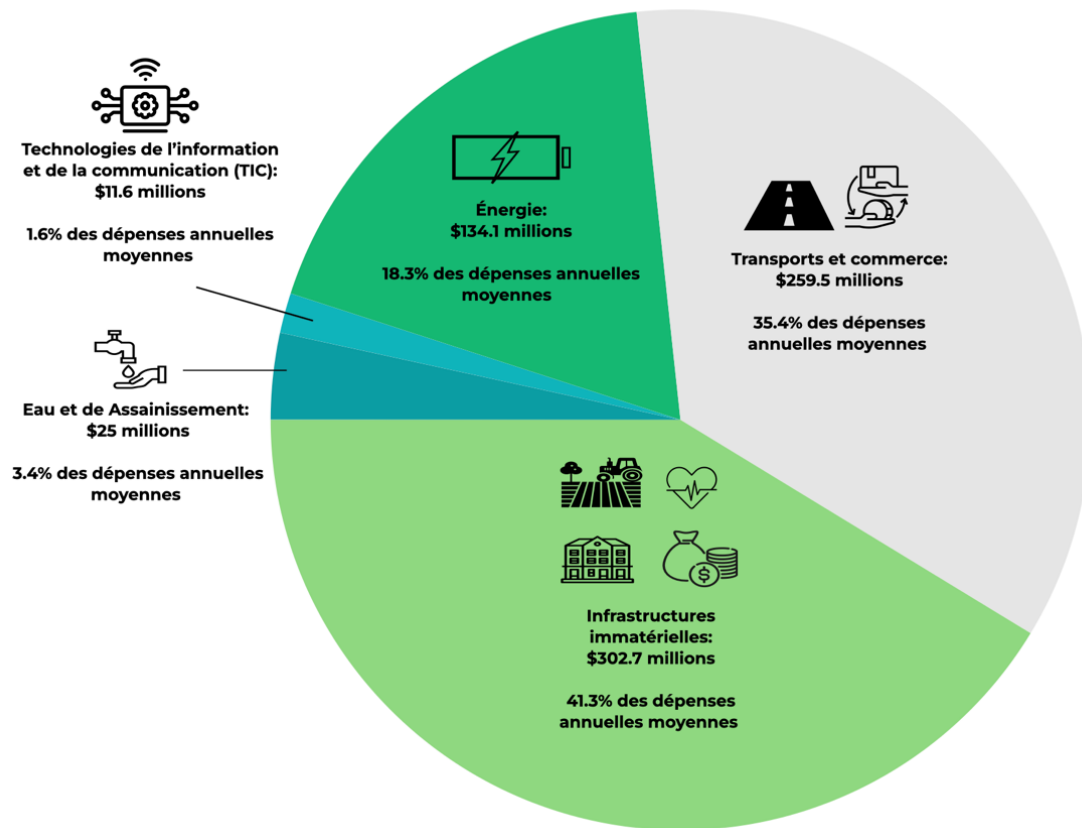 Technologies de l’information
et de la communication (TIC):
$11.6 millions
1.6% des dépenses annuelles
moyennes
Énergie:
$134.1 millions
18.3% des dépenses annuelles
moyennes
Transports et commerce:
$259.5 millions
35.4% des dépenses
annuelles moyennes
Eau et de Assainissement:
$25 millions
3.4% des dépenses annuelles
moyennes
$
Infrastructures
immatérielles:
$302.7 millions
41.3% des dépenses
annuelles moyennes